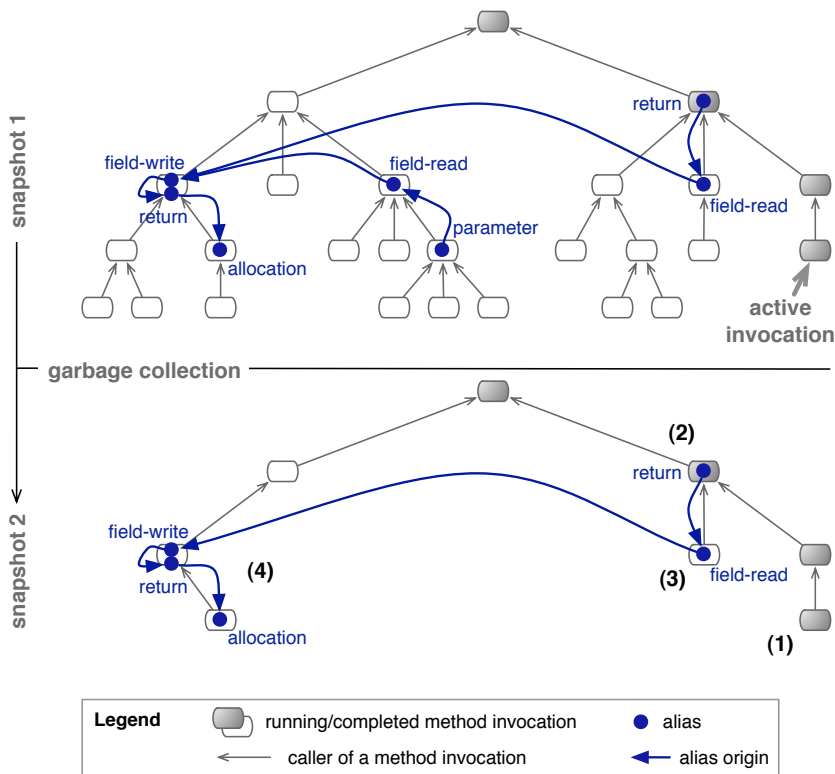 snapshot 1
return
field-write
field-read
return
parameter
field-read
allocation
active
invocation
garbage collection
snapshot 2
(2)
return
field-write
(4)
(3)
field-read
return
allocation
(1)
Legend
running/completed method invocation
alias
caller of a method invocation
alias origin